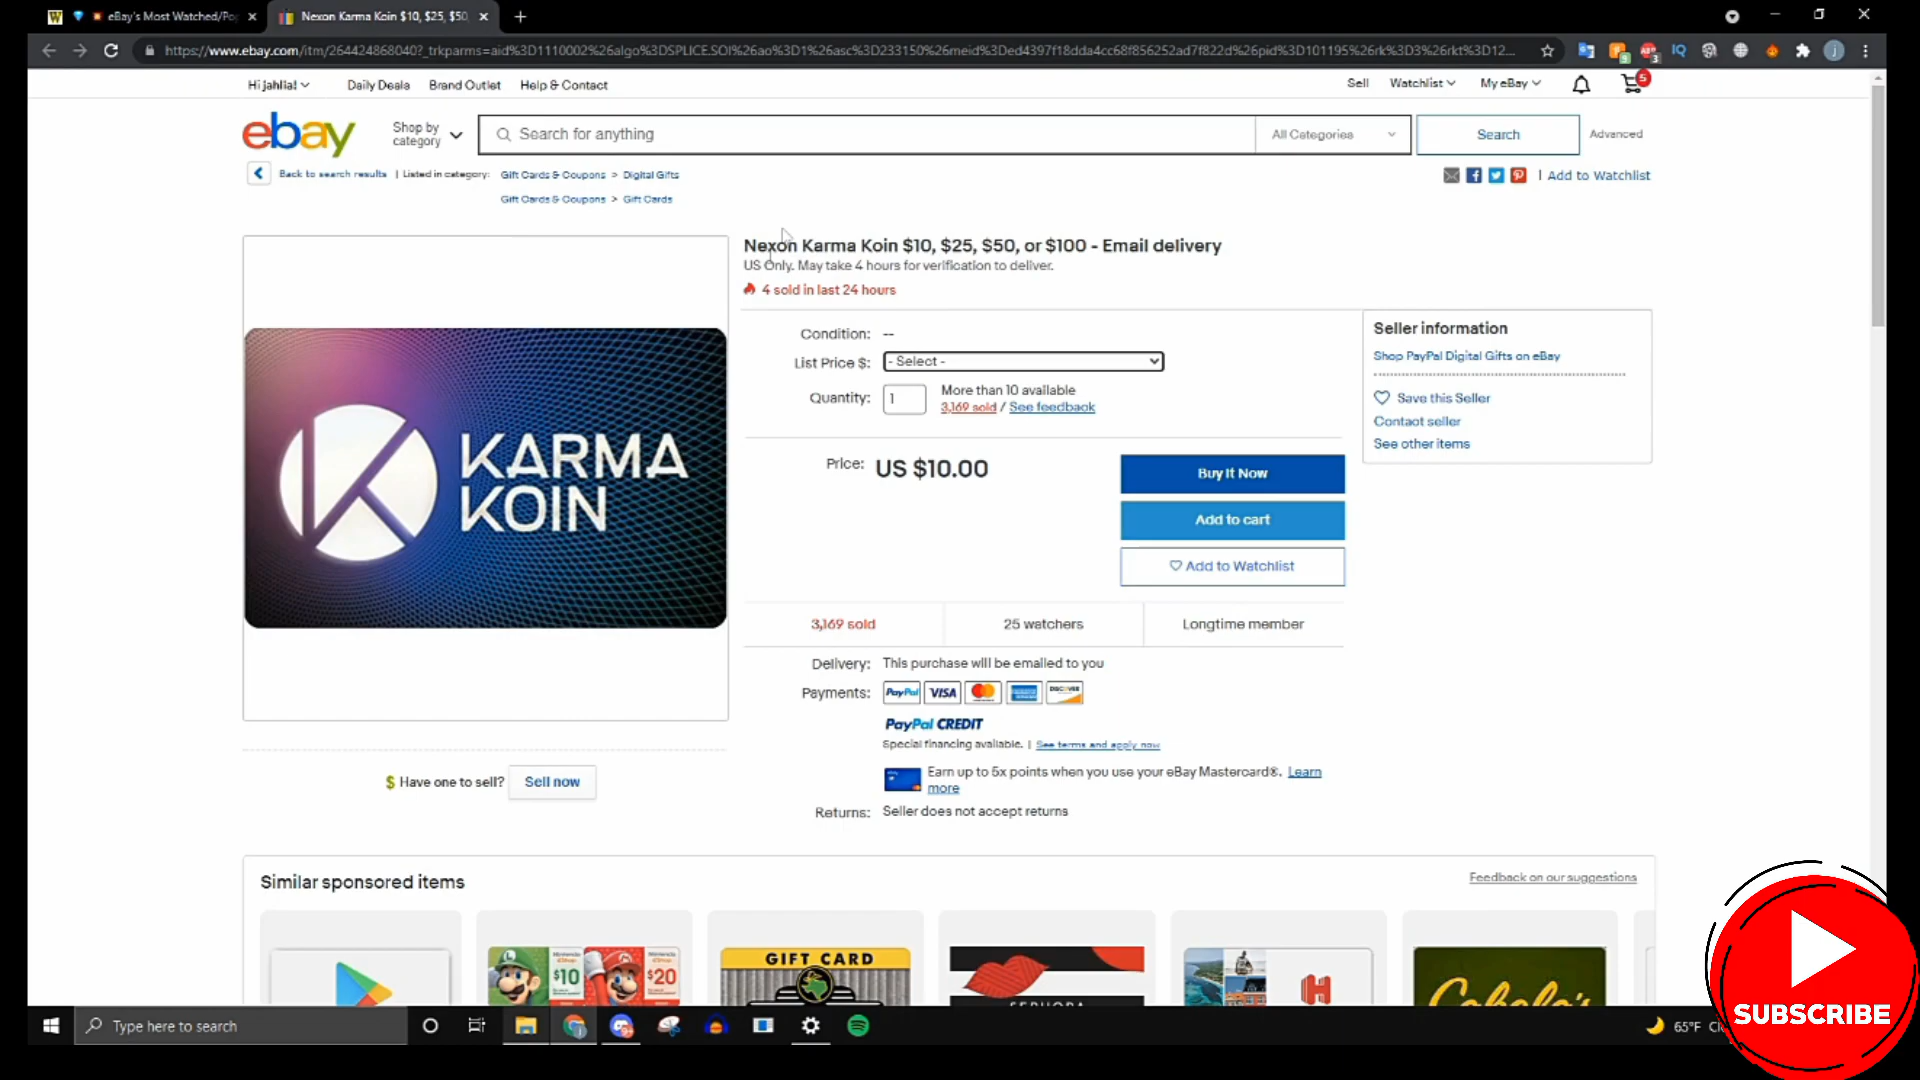 eBay's Most Watched/Po
Nexon Karma Koin $10, $25, $50,
https://www.ebay.com/itm/264424868040?_trkparms=aid%3D1110002%26algo%3DSPLICE.SOI%26ao%3D1%26asc%3D233150%26meid%3Ded4397f18dda4cc68f856252ad7f822d%26pid%3D101195%26rk%3D3%26rkt%3D12...
Hi jahlia!
Daily Deals
Brand Outlet
Help & Contact
Sell
Watchlist
My eBay
5
ebay
Shop by
category
Search for anything
All Categories
Search
Advanced
Back to search results
| Listed in category:
Gift Cards & Coupons > Digital Gifts
Gift Cards & Coupons > Gift Cards
| Add to Watchlist
Nexon Karma Koin $10, $25, $50, or $100 - Email delivery
US Only. May take 4 hours for verification to deliver.
4 sold in last 24 hours
Condition: --
List Price $: - Select -
Quantity: 1
More than 10 available
3,169 sold / See feedback
Price: US $10.00
Buy It Now
Add to cart
Add to Watchlist
Seller information
Shop PayPal Digital Gifts on eBay
Save this Seller
Contact seller
See other items
KARMA
KOIN
3,169 sold
25 watchers
Longtime member
Delivery: This purchase will be emailed to you
Payments: PayPal VISA
DISCOVER
PayPal CREDIT
Special financing available. | See terms and apply now
Earn up to 5x points when you use your eBay Mastercard®. Learn
more
Returns: Seller does not accept returns
$ Have one to sell? Sell now
Similar sponsored items
Feedback on our suggestions
$10
$20
GIFT CARD
SEPHORA
Cabela's
Type here to search
65°F
SUBSCRIBE